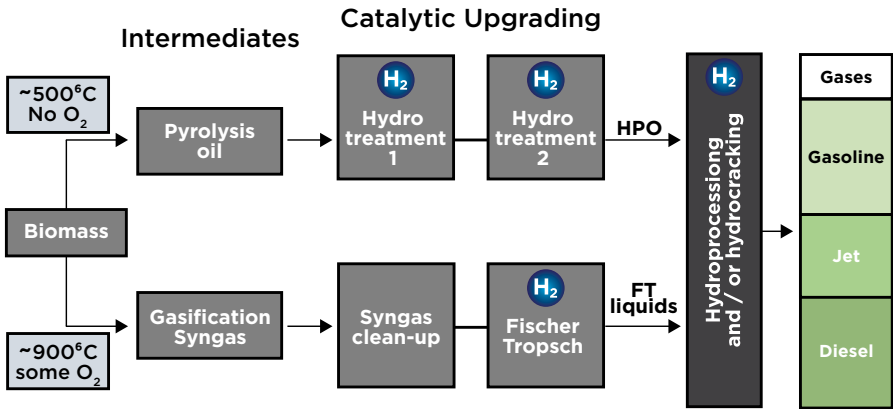 Catalytic Upgrading
Intermediates
~500⁶C
No O₂
Pyrolysis
oil
H₂
Hydro
treatment
1
H₂
Hydro
treatment
2
HPO
Biomass
~900⁶C
some O₂
Gasification
Syngas
Syngas
clean-up
H₂
Fischer
Tropsch
FT
liquids
H₂
Hydroprocessiong
and / or hydrocracking
Gases
Gasoline
Jet
Diesel